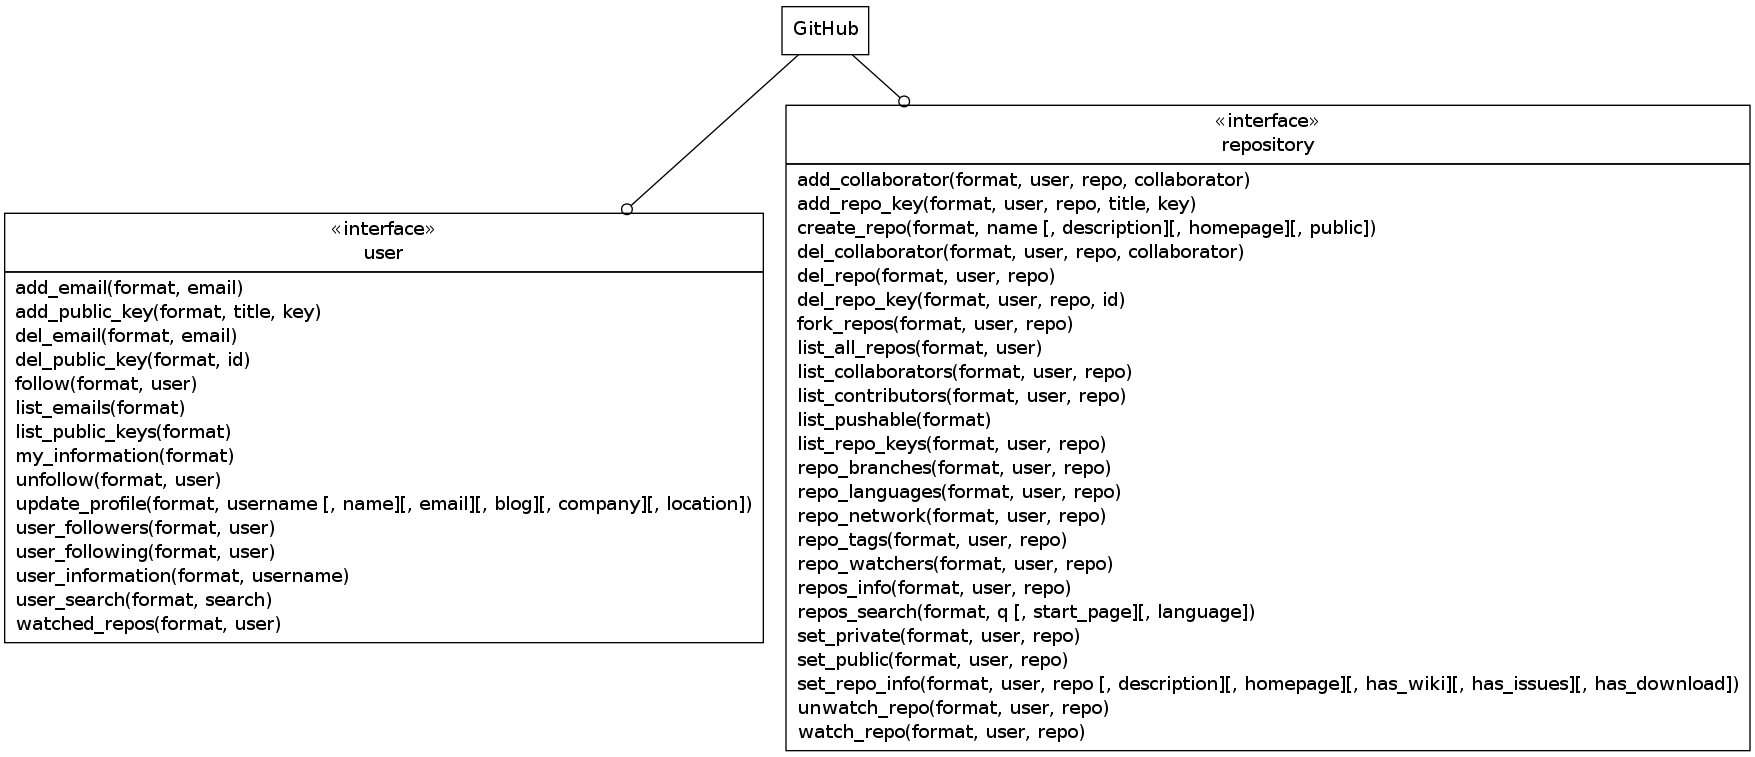 GitHub
«interface»
user
add_email(format, email)
add_public_key(format, title, key)
del_email(format, email)
del_public_key(format, id)
follow(format, user)
list_emails(format)
list_public_keys(format)
my_information(format)
unfollow(format, user)
update_profile(format, username [, name][, email][, blog][, company][, location])
user_followers(format, user)
user_following(format, user)
user_information(format, username)
user_search(format, search)
watched_repos(format, user)
«interface»
repository
add_collaborator(format, user, repo, collaborator)
add_repo_key(format, user, repo, title, key)
create_repo(format, name [, description][, homepage][, public])
del_collaborator(format, user, repo, collaborator)
del_repo(format, user, repo)
del_repo_key(format, user, repo, id)
fork_repos(format, user, repo)
list_all_repos(format, user)
list_collaborators(format, user, repo)
list_contributors(format, user, repo)
list_pushable(format)
list_repo_keys(format, user, repo)
repo_branches(format, user, repo)
repo_languages(format, user, repo)
repo_network(format, user, repo)
repo_tags(format, user, repo)
repo_watchers(format, user, repo)
repos_info(format, user, repo)
repos_search(format, q [, start_page][, language])
set_private(format, user, repo)
set_public(format, user, repo)
set_repo_info(format, user, repo [, description][, homepage][, has_wiki][, has_issues][, has_download])
unwatch_repo(format, user, repo)
watch_repo(format, user, repo)